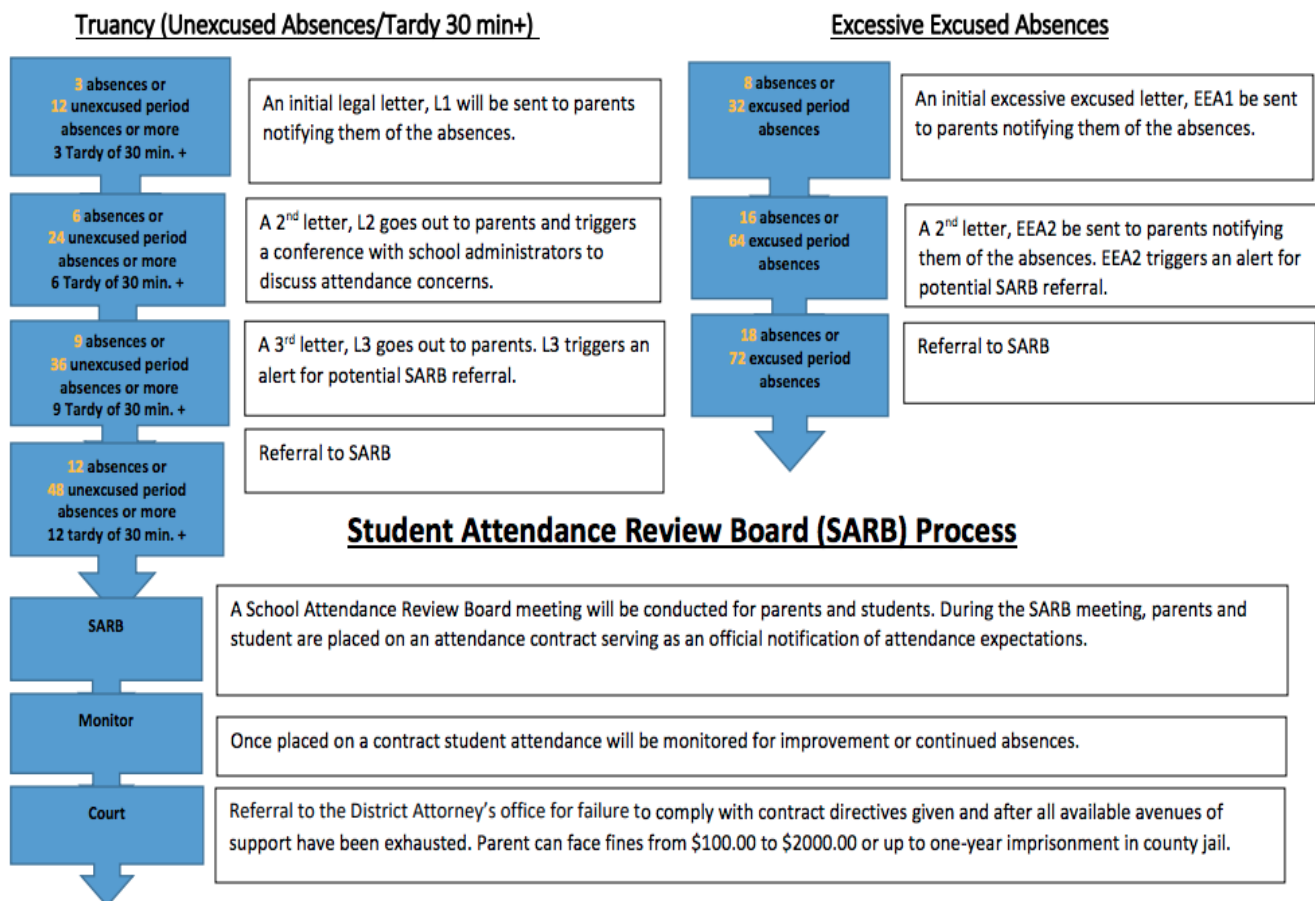 Truancy (Unexcused Absences/Tardy 30 min+)
3 absences or
12 unexcused period
absences or more
3 Tardy of 30 min. +
An initial legal letter, L1 will be sent to parents
notifying them of the absences.
6 absences or
24 unexcused period
absences or more
6 Tardy of 30 min. +
A 2nd letter, L2 goes out to parents and triggers
a conference with school administrators to
discuss attendance concerns.
9 absences or
36 unexcused period
absences or more
9 Tardy of 30 min. +
A 3rd letter, L3 goes out to parents. L3 triggers an
alert for potential SARB referral.
12 absences or
48 unexcused period
absences or more
12 tardy of 30 min. +
Referral to SARB
Excessive Excused Absences
8 absences or
32 excused period
absences
An initial excessive excused letter, EEA1 be sent
to parents notifying them of the absences.
16 absences or
64 excused period
absences
A 2nd letter, EEA2 be sent to parents notifying
them of the absences. EEA2 triggers an alert for
potential SARB referral.
18 absences or
72 excused period
absences
Referral to SARB
Student Attendance Review Board (SARB) Process
SARB
A School Attendance Review Board meeting will be conducted for parents and students. During the SARB meeting, parents and
student are placed on an attendance contract serving as an official notification of attendance expectations.
Monitor
Once placed on a contract student attendance will be monitored for improvement or continued absences.
Court
Referral to the District Attorney's office for failure to comply with contract directives given and after all available avenues of
support have been exhausted. Parent can face fines from $100.00 to $2000.00 or up to one-year imprisonment in county jail.